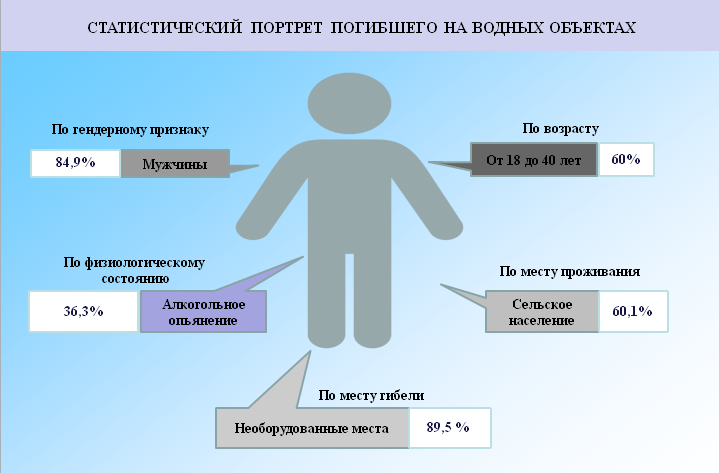 СТАТИСТИЧЕСКИЙ ПОРТРЕТ ПОГИБШЕГО НА ВОДНЫХ ОБЪЕКТАХ
По гендерному признаку
84,9%
Мужчины
По возрасту
От 18 до 40 лет
60%
По физиологическому
состоянию
36,3%
Алкогольное
опьянение
По месту проживания
Сельское
население
60,1%
По месту гибели
Необорудованные места
89,5 %